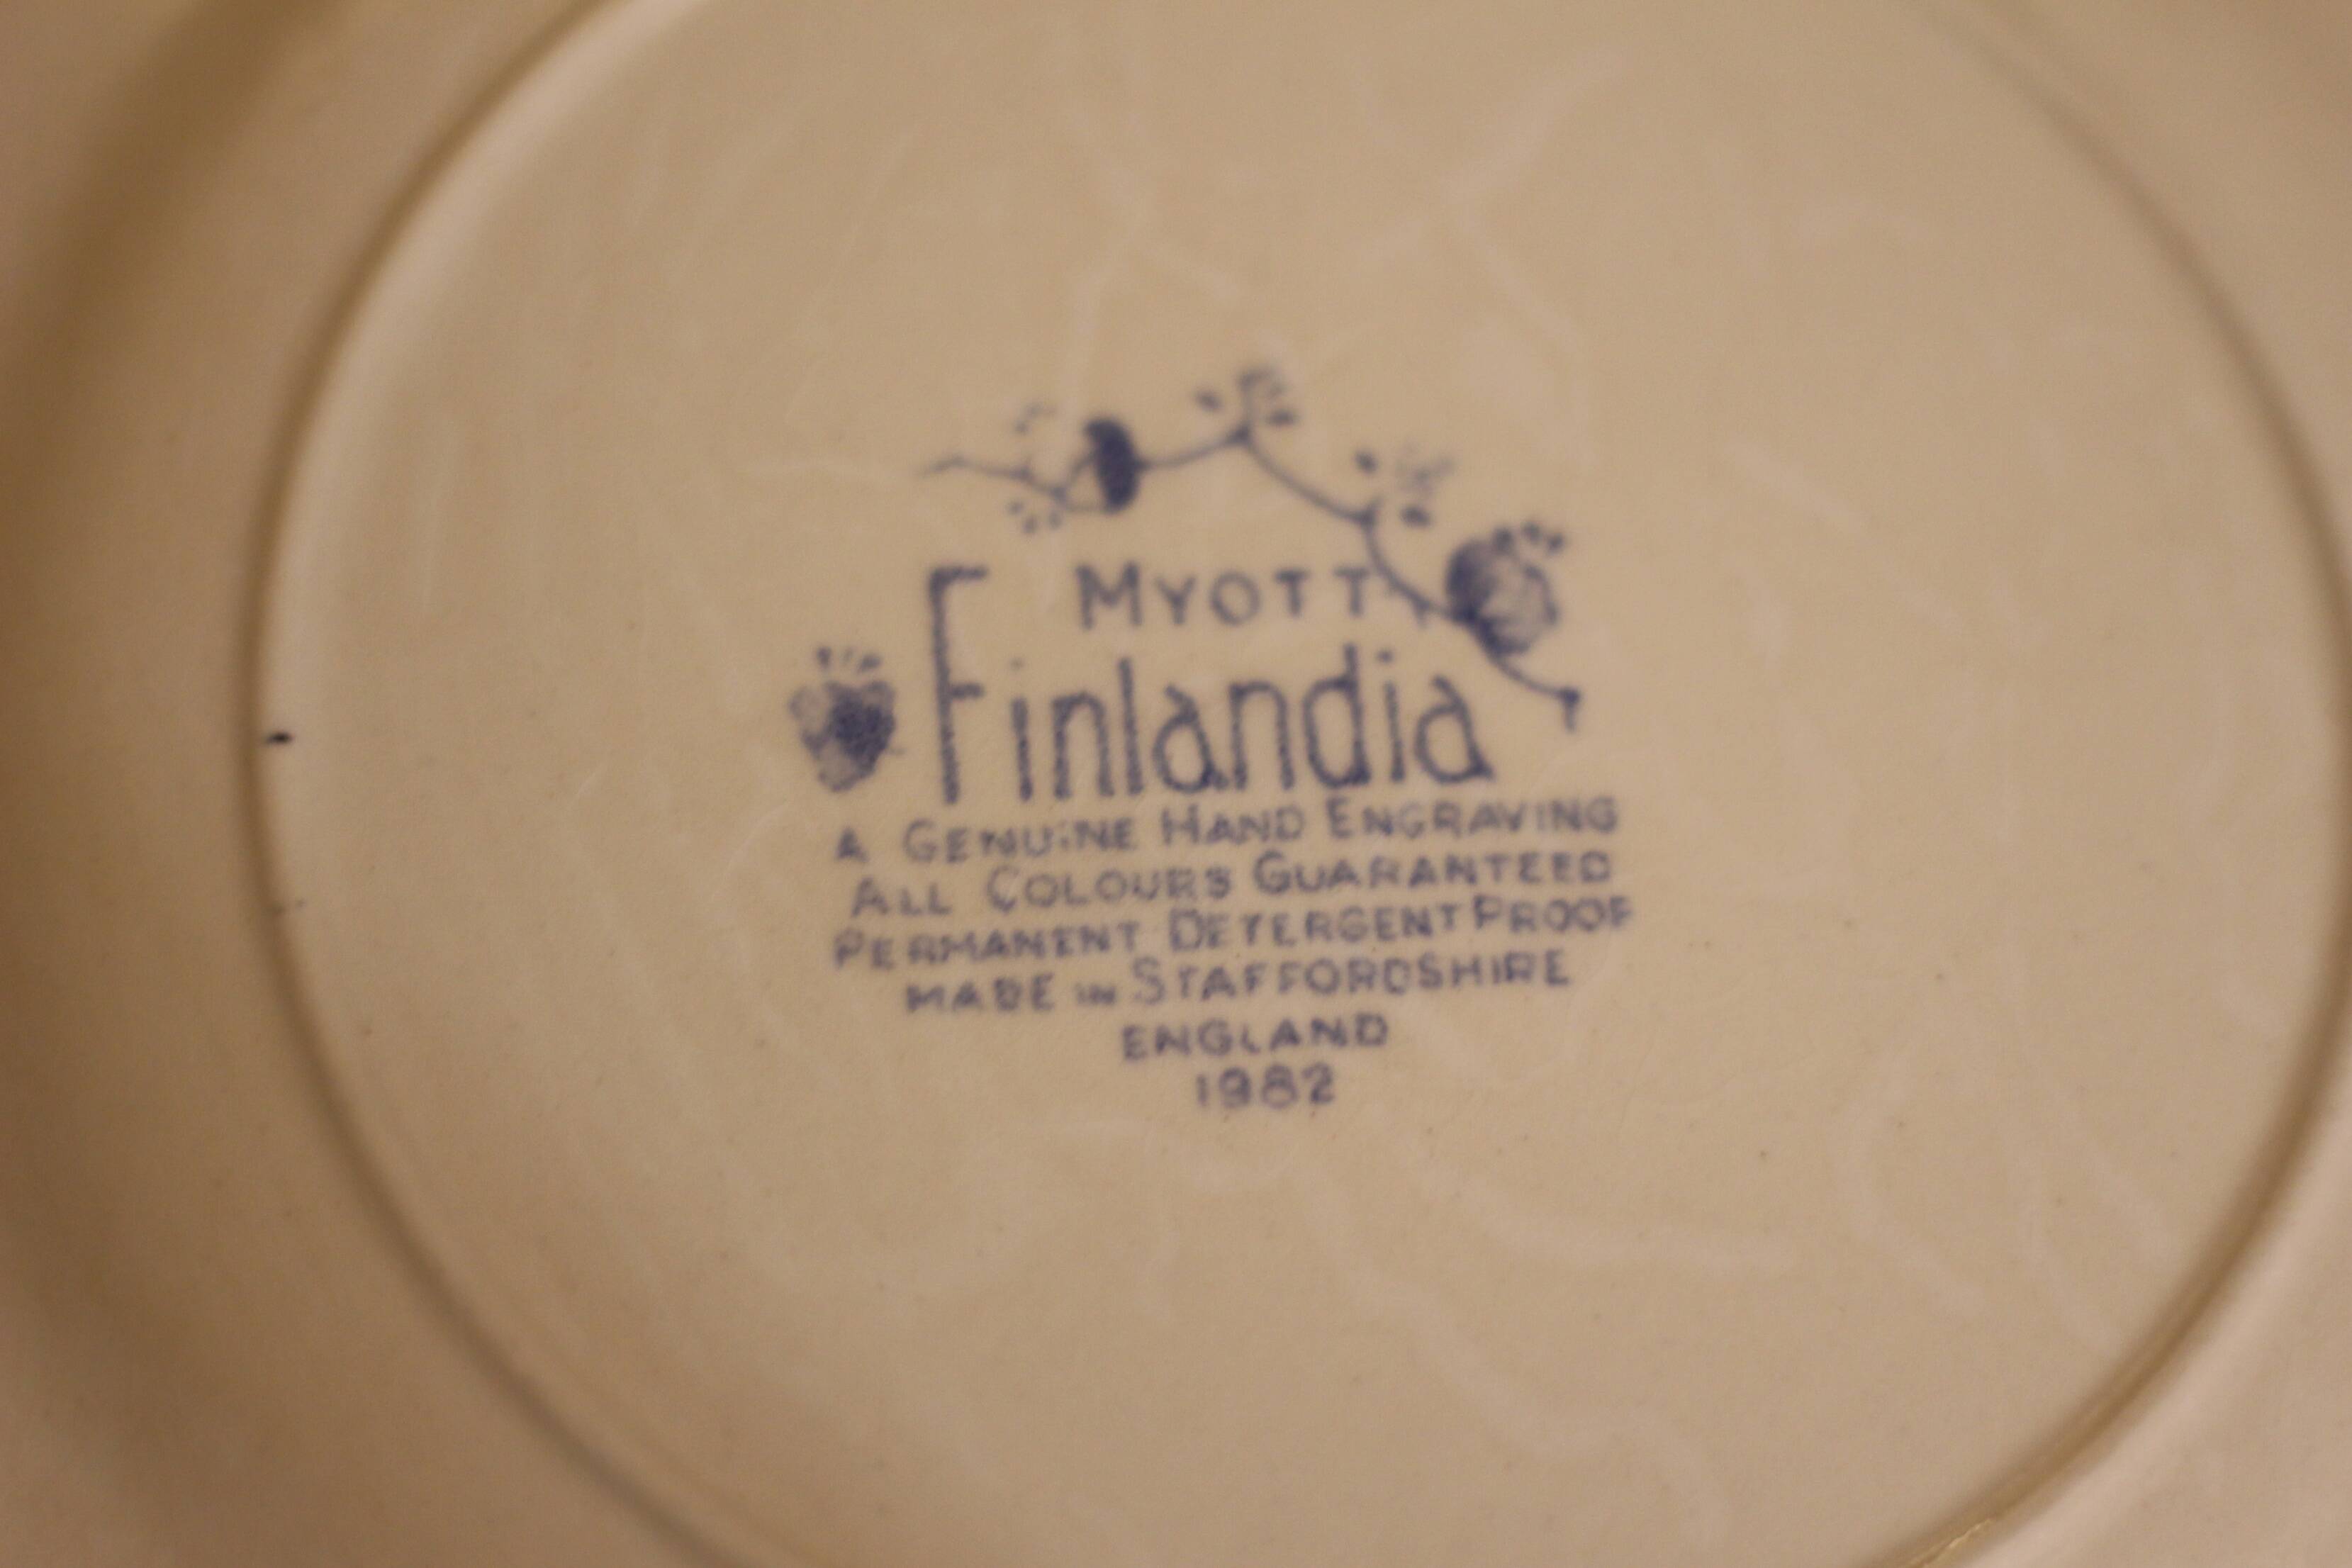 MYOTT
Finlandia
A GENUINE HAND ENGRAVING
ALL COLOURS GUARANTEED
PERMANENT DETERGENT PROOF
MADE IN STAFFORDSHIRE
ENGLAND
1982